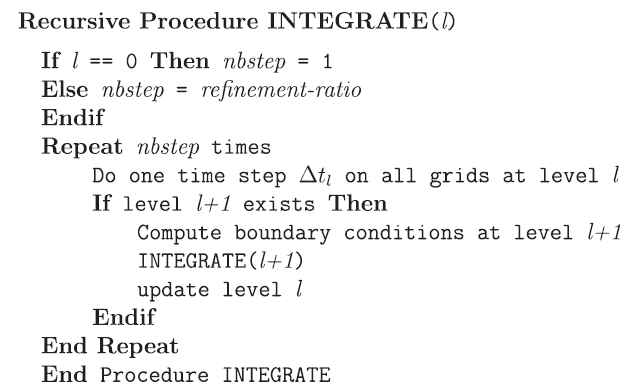 Recursive Procedure INTEGRATE(l)
If l == 0 Then nbstep = 1
Else nbstep = refinement-ratio
Endif
Repeat nbstep times
Do one time step Δtₗ on all grids at level l
If level l+1 exists Then
Compute boundary conditions at level l+1
INTEGRATE(l+1)
update level l
Endif
End Repeat
End Procedure INTEGRATE